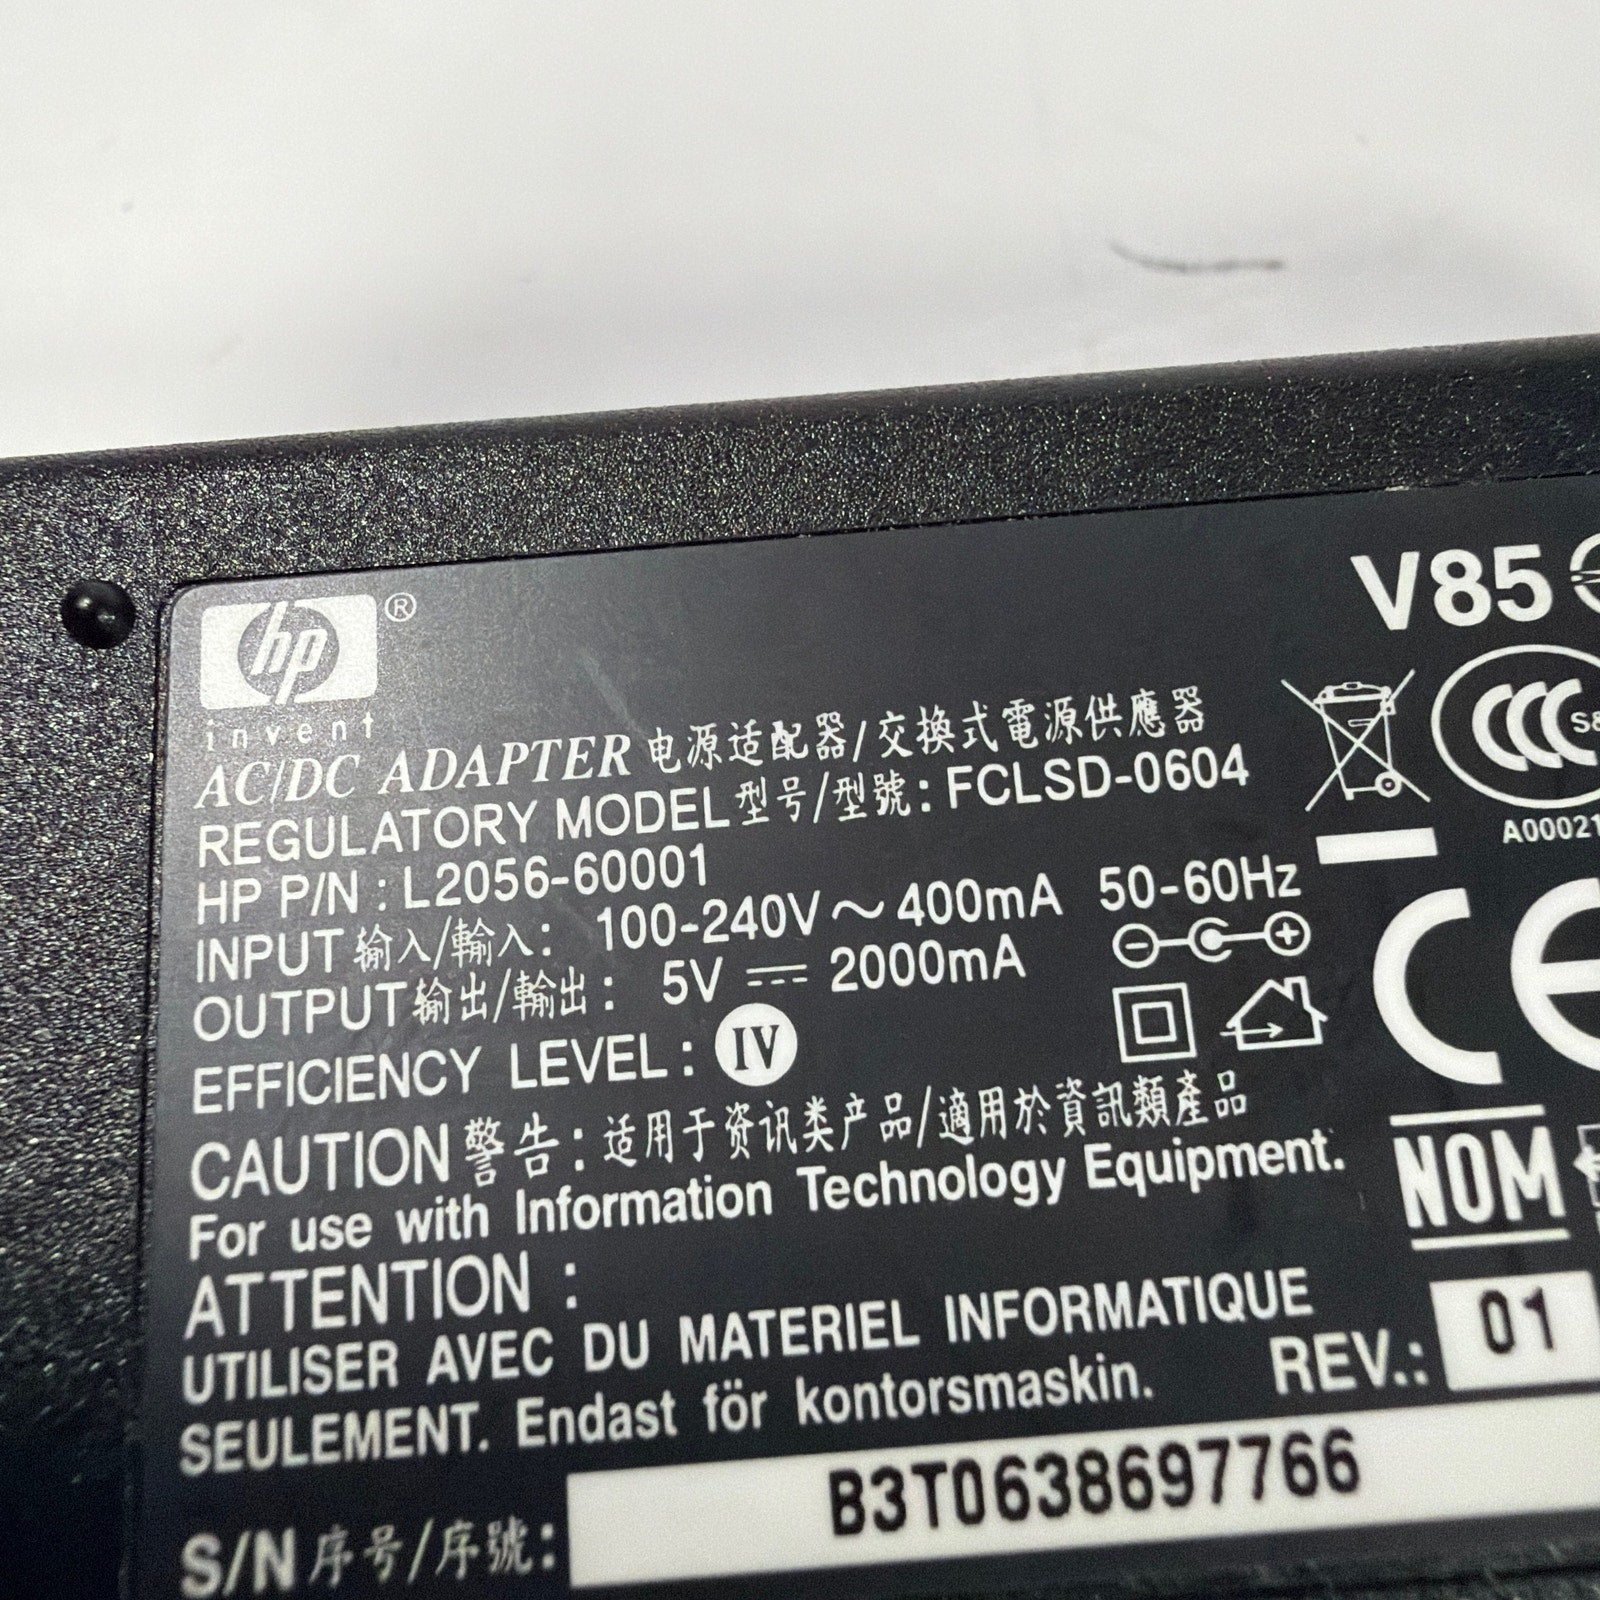 hp ®
invent
V85
AC/DC ADAPTER 电源适配器/交換式電源供應器
REGULATORY MODEL 型号/型號: FCLSD-0604
HP P/N : L2056-60001
INPUT 输入/輸入: 100-240V～400mA 50-60Hz
OUTPUT 输出/輸出: 5V ⎓ 2000mA
EFFICIENCY LEVEL : IV
CAUTION 警告: 适用于资讯类产品/適用於資訊類產品
For use with Information Technology Equipment.
ATTENTION :
UTILISER AVEC DU MATERIEL INFORMATIQUE
SEULEMENT. Endast för kontorsmaskin.
REV.: 01
S/N 序号/序號: B3T0638697766
CCC S&
A00021
CE
NOM